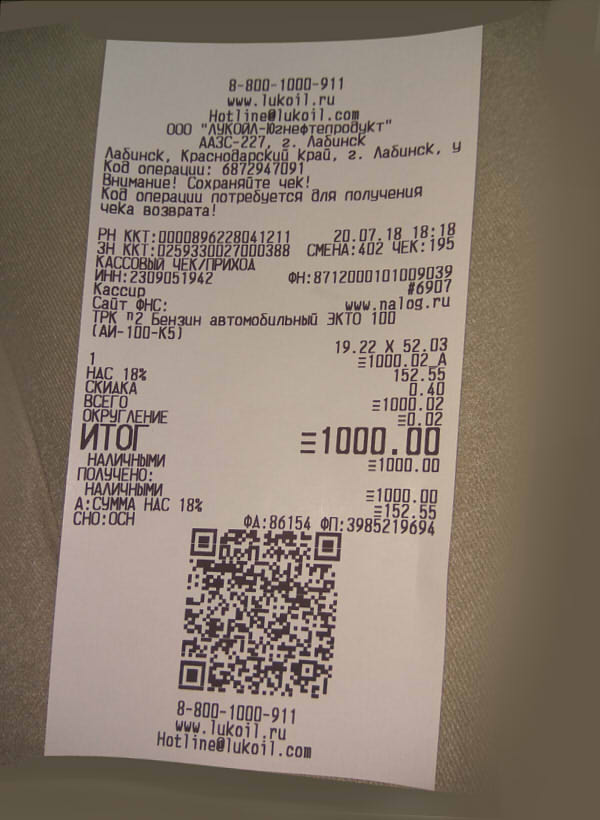 8-800-1000-911
www.lukoil.ru
Hotline@lukoil.com
ООО "ЛУКОЙЛ-Югнефтепродукт"
ААЗС-227, г. Лабинск
Лабинск, Краснодарский край, г. Лабинск, у
Код операции: 6872947091
Внимание! Сохраняйте чек!
Код операции потребуется для получения
чека возврата!
РН ККТ:0000896228041211 20.07.18 18:18
ЗН ККТ:0259330027000388 СМЕНА:402 ЧЕК:195
КАССОВЫЙ ЧЕК/ПРИХОД
ИНН:2309051942 ФН:8712000101009039
Кассир #6907
Сайт ФНС: www.nalog.ru
ТРК п2 Бензин автомобильный ЭКТО 100
(АИ-100-К5)
19.22 X 52.03
1 ≡1000.02_А
НДС 18% 152.55
СКИДКА 0.40
ВСЕГО ≡1000.02
ОКРУГЛЕНИЕ ≡0.02
ИТОГ ≡1000.00
НАЛИЧНЫМИ ≡1000.00
ПОЛУЧЕНО:
НАЛИЧНЫМИ ≡1000.00
А:СУММА НДС 18% ≡152.55
СНО:ОСН ФД:86154 ФП:3985219694
8-800-1000-911
www.lukoil.ru
Hotline@lukoil.com